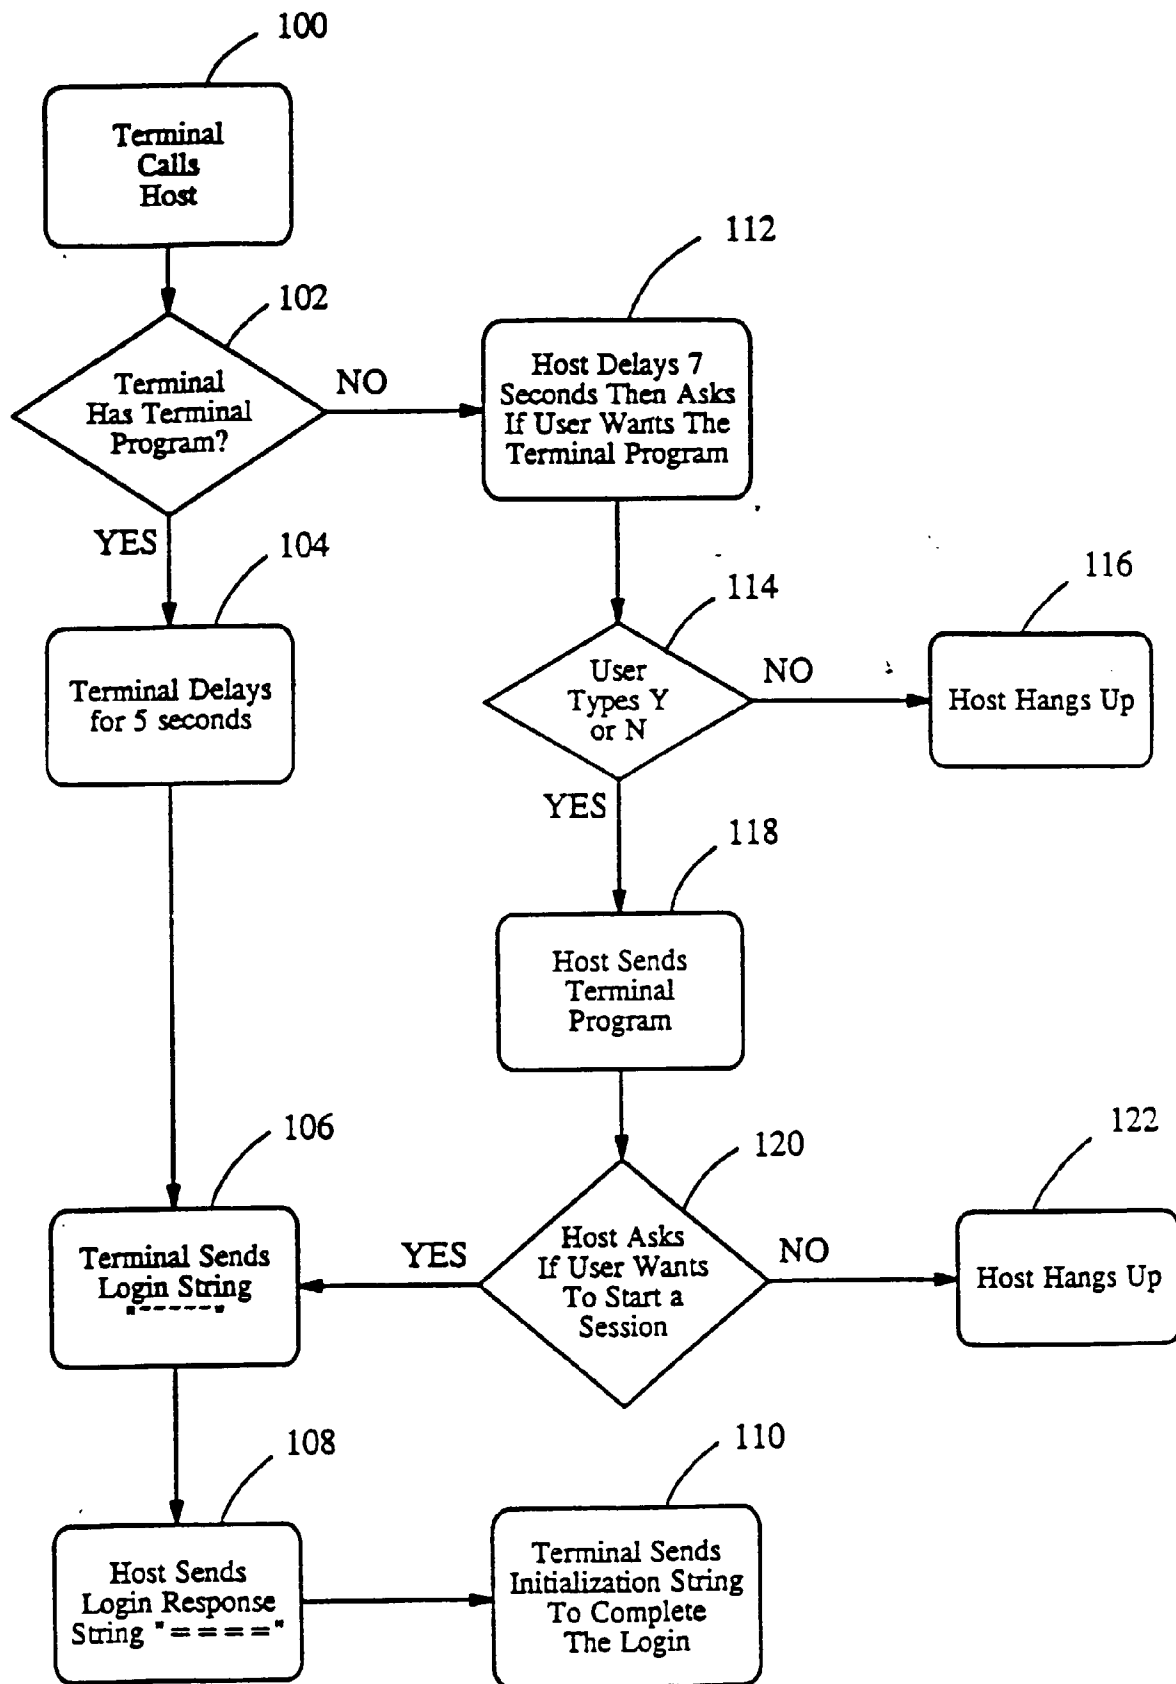 100
Terminal
Calls
Host
102
Terminal
Has Terminal
Program?
NO
YES
112
Host Delays 7
Seconds Then Asks
If User Wants The
Terminal Program
104
Terminal Delays
for 5 seconds
114
User
Types Y
or N
NO
YES
116
Host Hangs Up
118
Host Sends
Terminal
Program
106
Terminal Sends
Login String
"-----"
120
Host Asks
If User Wants
To Start a
Session
YES
NO
122
Host Hangs Up
108
Host Sends
Login Response
String "===="
110
Terminal Sends
Initialization String
To Complete
The Login